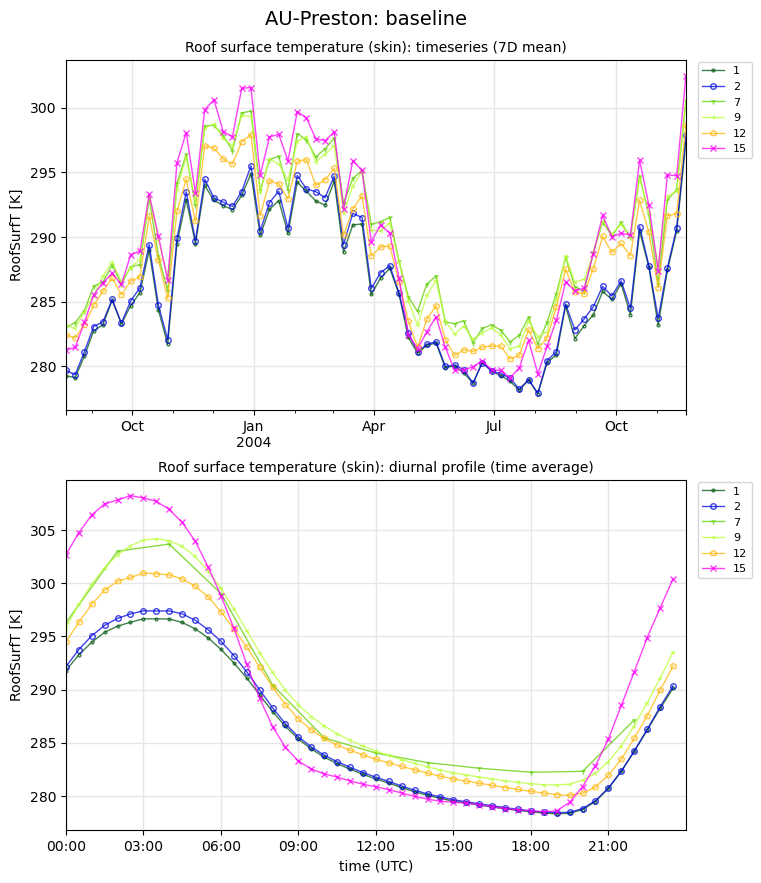 AU-Preston: baseline
Roof surface temperature (skin): timeseries (7D mean)
RoofSurfT [K]
300
295
290
285
280
Oct
Jan
2004
Apr
Jul
Oct
1
2
7
9
12
15
Roof surface temperature (skin): diurnal profile (time average)
RoofSurfT [K]
305
300
295
290
285
280
00:00
03:00
06:00
09:00
12:00
15:00
18:00
21:00
time (UTC)
1
2
7
9
12
15